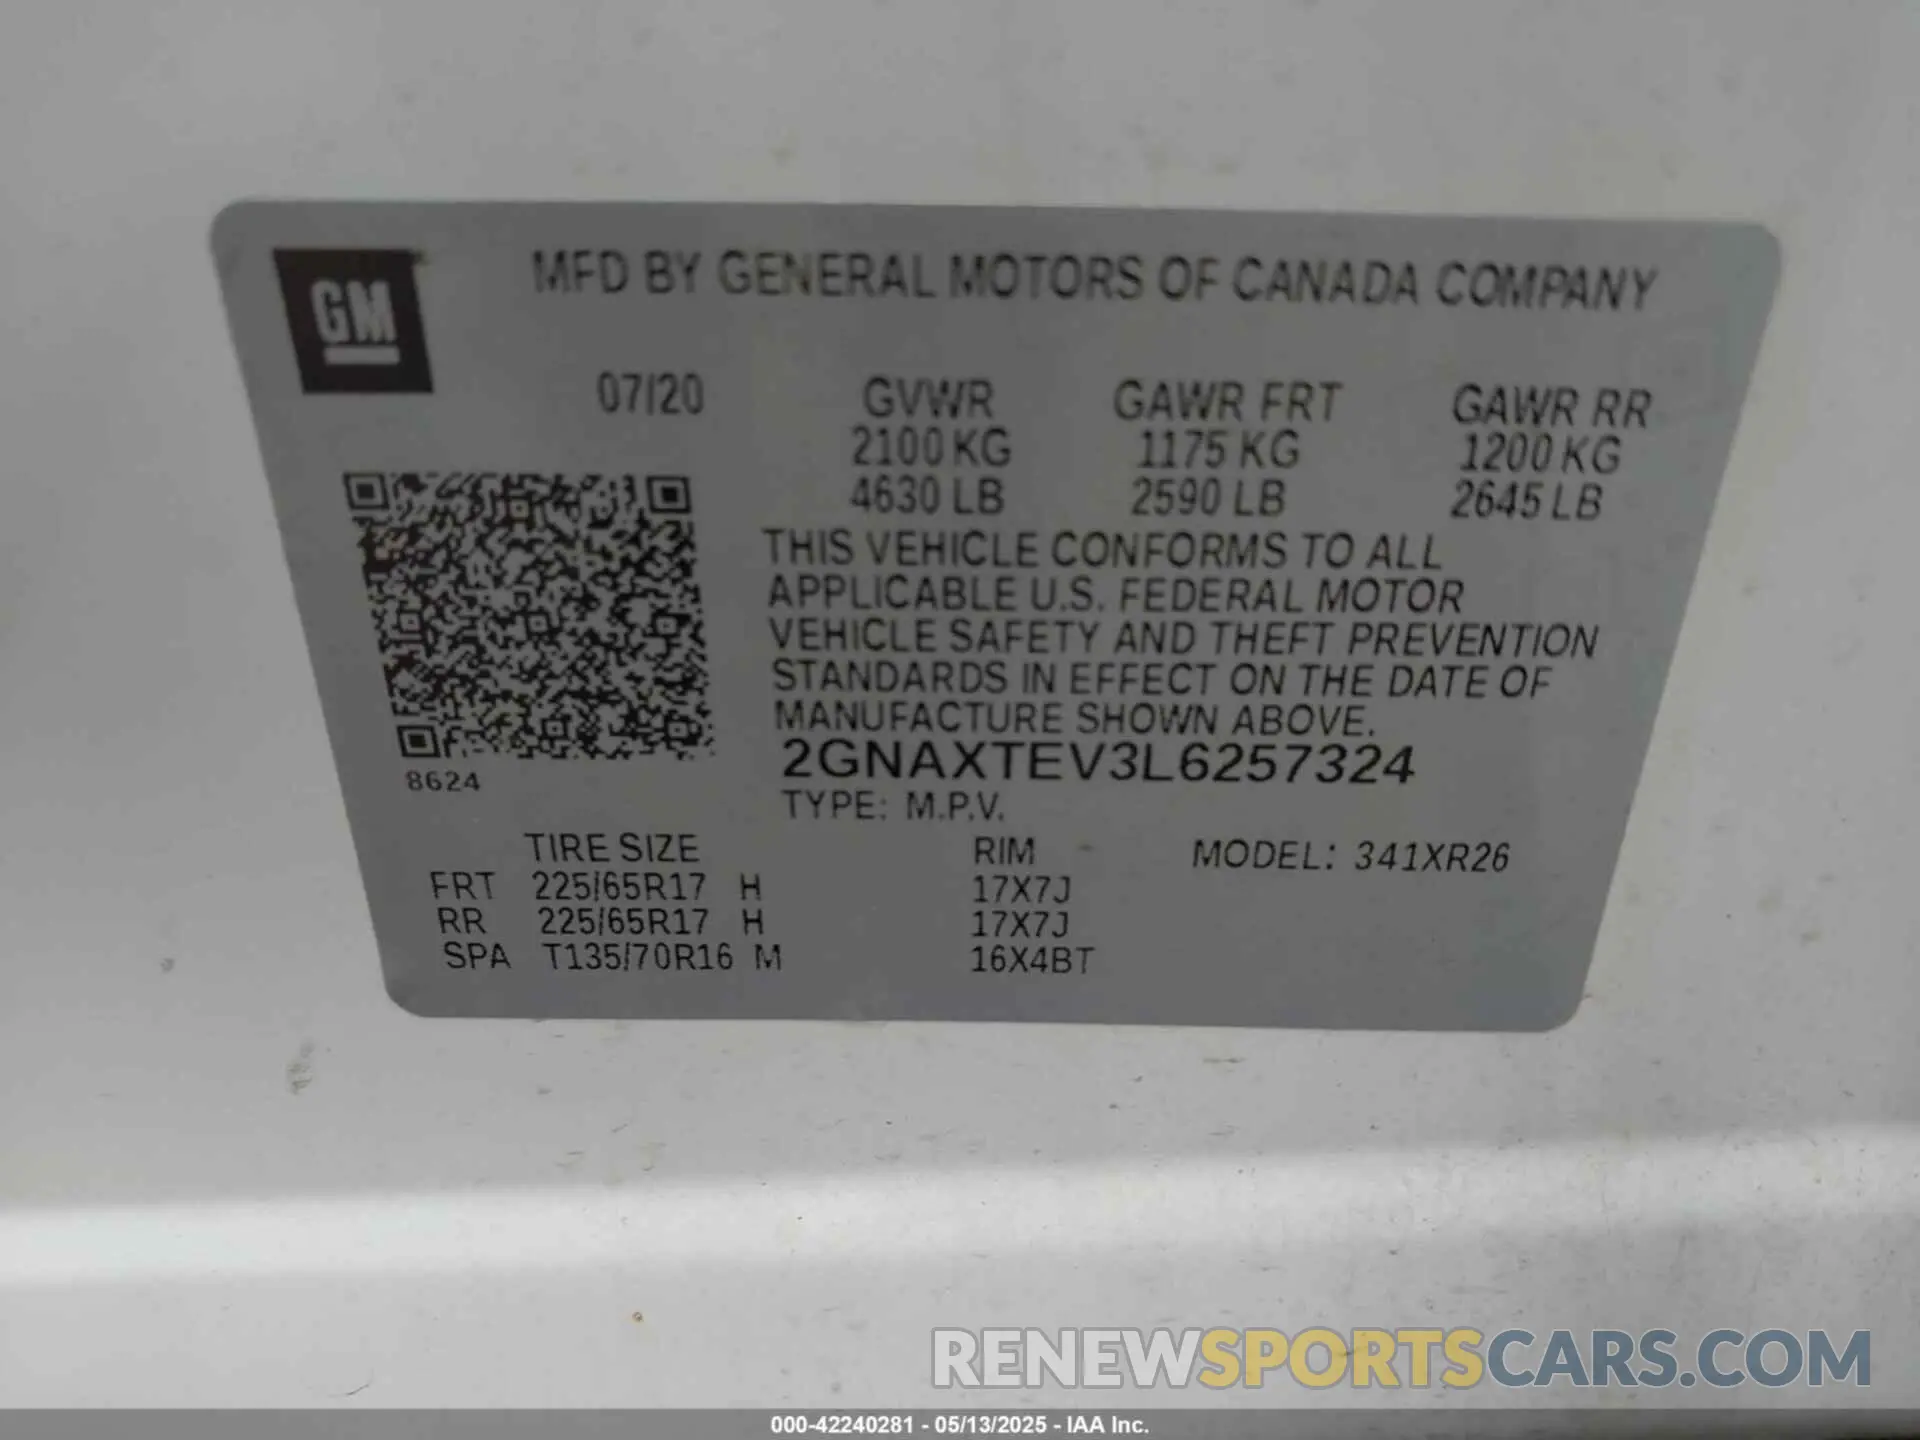 GM
MFD BY GENERAL MOTORS OF CANADA COMPANY
07/20 GVWR GAWR FRT GAWR RR
2100 KG 1175 KG 1200 KG
4630 LB 2590 LB 2645 LB
THIS VEHICLE CONFORMS TO ALL
APPLICABLE U.S. FEDERAL MOTOR
VEHICLE SAFETY AND THEFT PREVENTION
STANDARDS IN EFFECT ON THE DATE OF
MANUFACTURE SHOWN ABOVE.
2GNAXTEV3L6257324
8624
TYPE: M.P.V.
TIRE SIZE RIM MODEL: 341XR26
FRT 225/65R17 H 17X7J
RR 225/65R17 H 17X7J
SPA T135/70R16 M 16X4BT
RENEWSPORTSCARS.COM
000-42240281 - 05/13/2025 - IAA Inc.